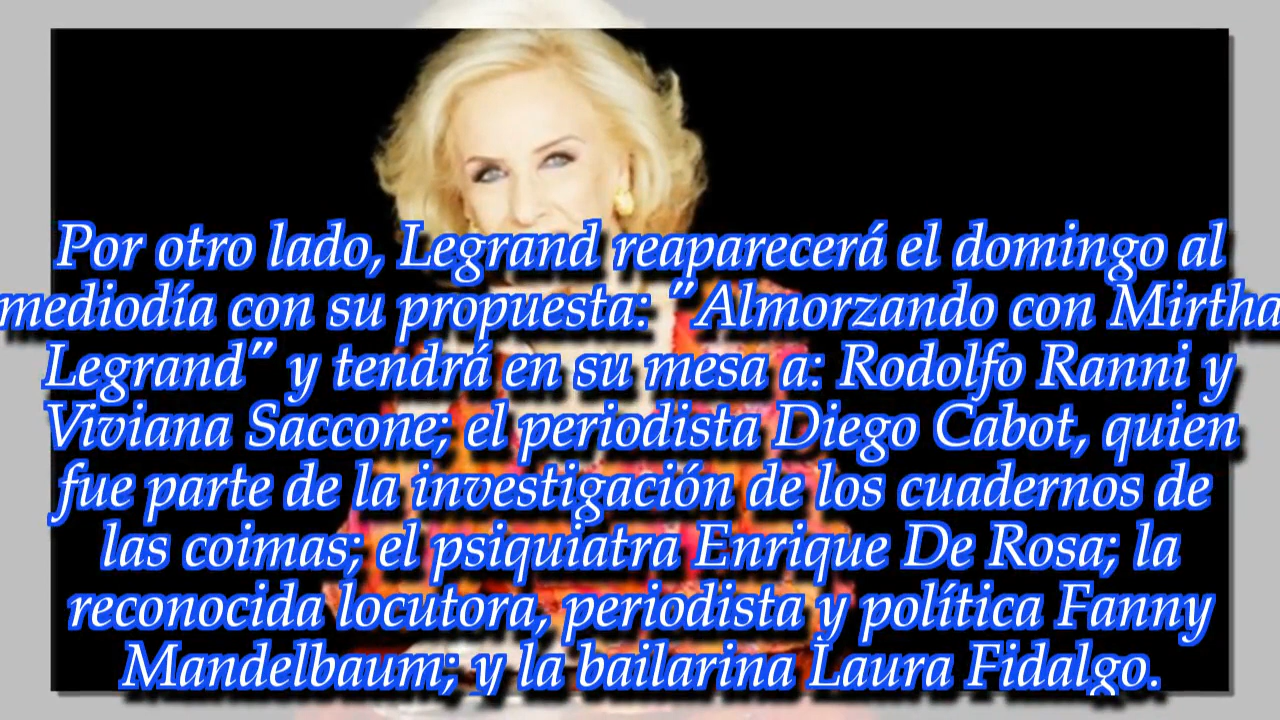 Por otro lado, Legrand reaparecerá el domingo al
mediodía con su propuesta: "Almorzando con Mirtha
Legrand" y tendrá en su mesa a: Rodolfo Ranni y
Viviana Saccone; el periodista Diego Cabot, quien
fue parte de la investigación de los cuadernos de
las coimas; el psiquiatra Enrique De Rosa; la
reconocida locutora, periodista y política Fanny
Mandelbaum; y la bailarina Laura Fidalgo.